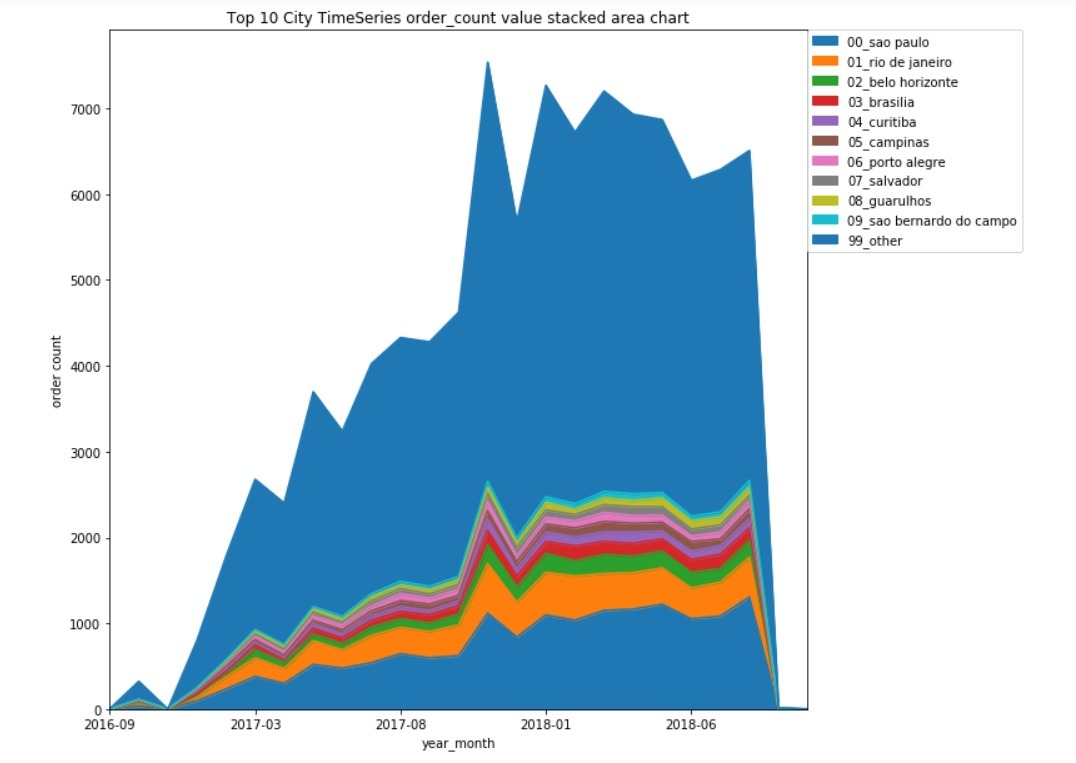 Top 10 City TimeSeries order_count value stacked area chart
00_sao paulo
01_rio de janeiro
02_belo horizonte
03_brasilia
04_curitiba
05_campinas
06_porto alegre
07_salvador
08_guarulhos
09_sao bernardo do campo
99_other
order count
7000
6000
5000
4000
3000
2000
1000
0
2016-09 2017-03 2017-08 2018-01 2018-06
year_month